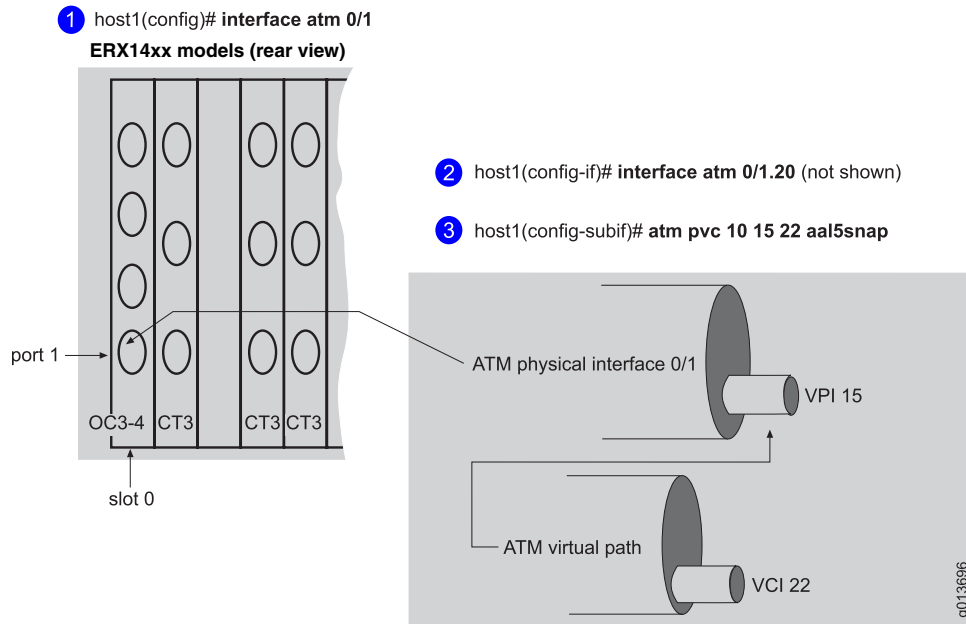 1 host1(config)# interface atm 0/1
ERX14xx models (rear view)
2 host1(config-if)# interface atm 0/1.20 (not shown)
3 host1(config-subif)# atm pvc 10 15 22 aal5snap
port 1
ATM physical interface 0/1
VPI 15
OC3-4 CT3 CT3 CT3
slot 0
ATM virtual path
VCI 22
g013696